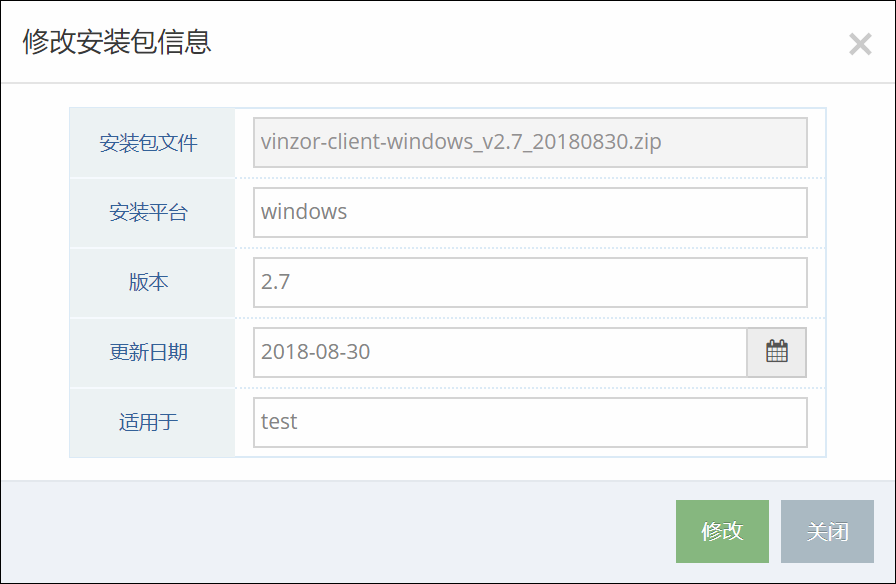 修改安装包信息
安装包文件 vinzor-client-windows_v2.7_20180830.zip
安装平台 windows
版本 2.7
更新日期 2018-08-30
适用于 test
修改 关闭